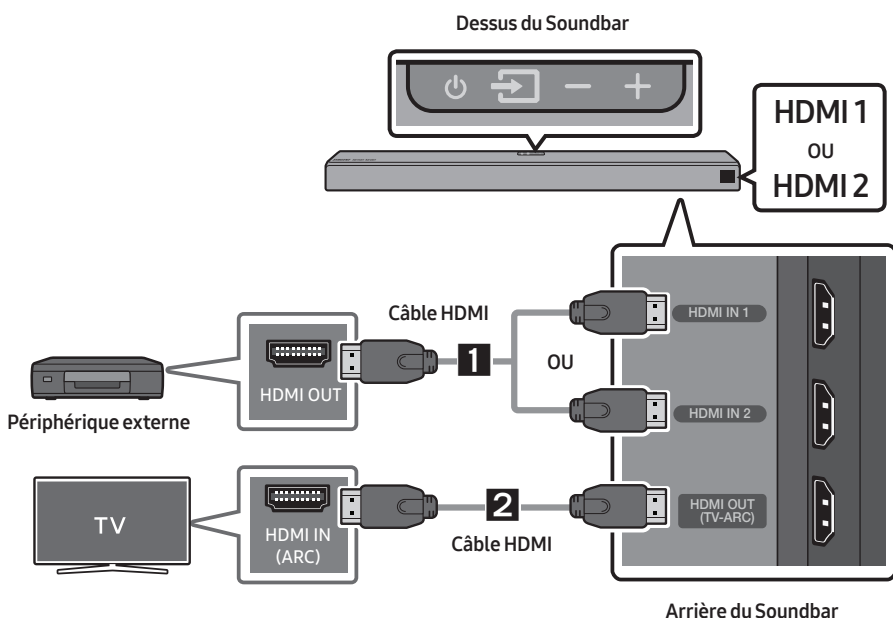 Dessus du Soundbar
HDMI 1
OU
HDMI 2
Câble HDMI
HDMI IN 1
1
OU
HDMI OUT
Périphérique externe
HDMI IN 2
HDMI OUT
(TV-ARC)
2
TV
HDMI IN
(ARC)
Câble HDMI
Arrière du Soundbar